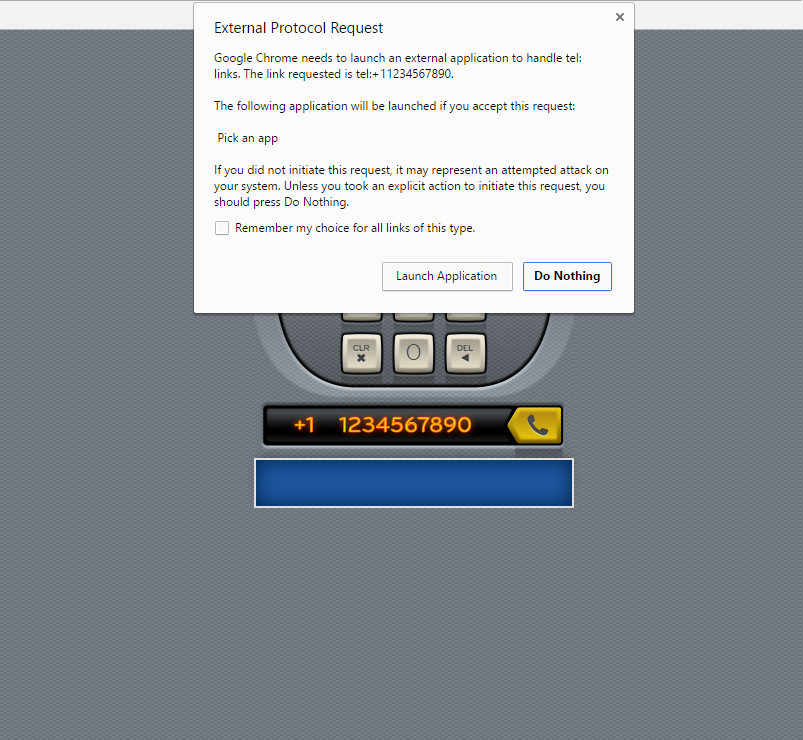 External Protocol Request
Google Chrome needs to launch an external application to handle tel:
links. The link requested is tel:+11234567890.
The following application will be launched if you accept this request:
Pick an app
If you did not initiate this request, it may represent an attempted attack on
your system. Unless you took an explicit action to initiate this request, you
should press Do Nothing.
Remember my choice for all links of this type.
Launch Application Do Nothing
CLR 0 DEL
+1 1234567890